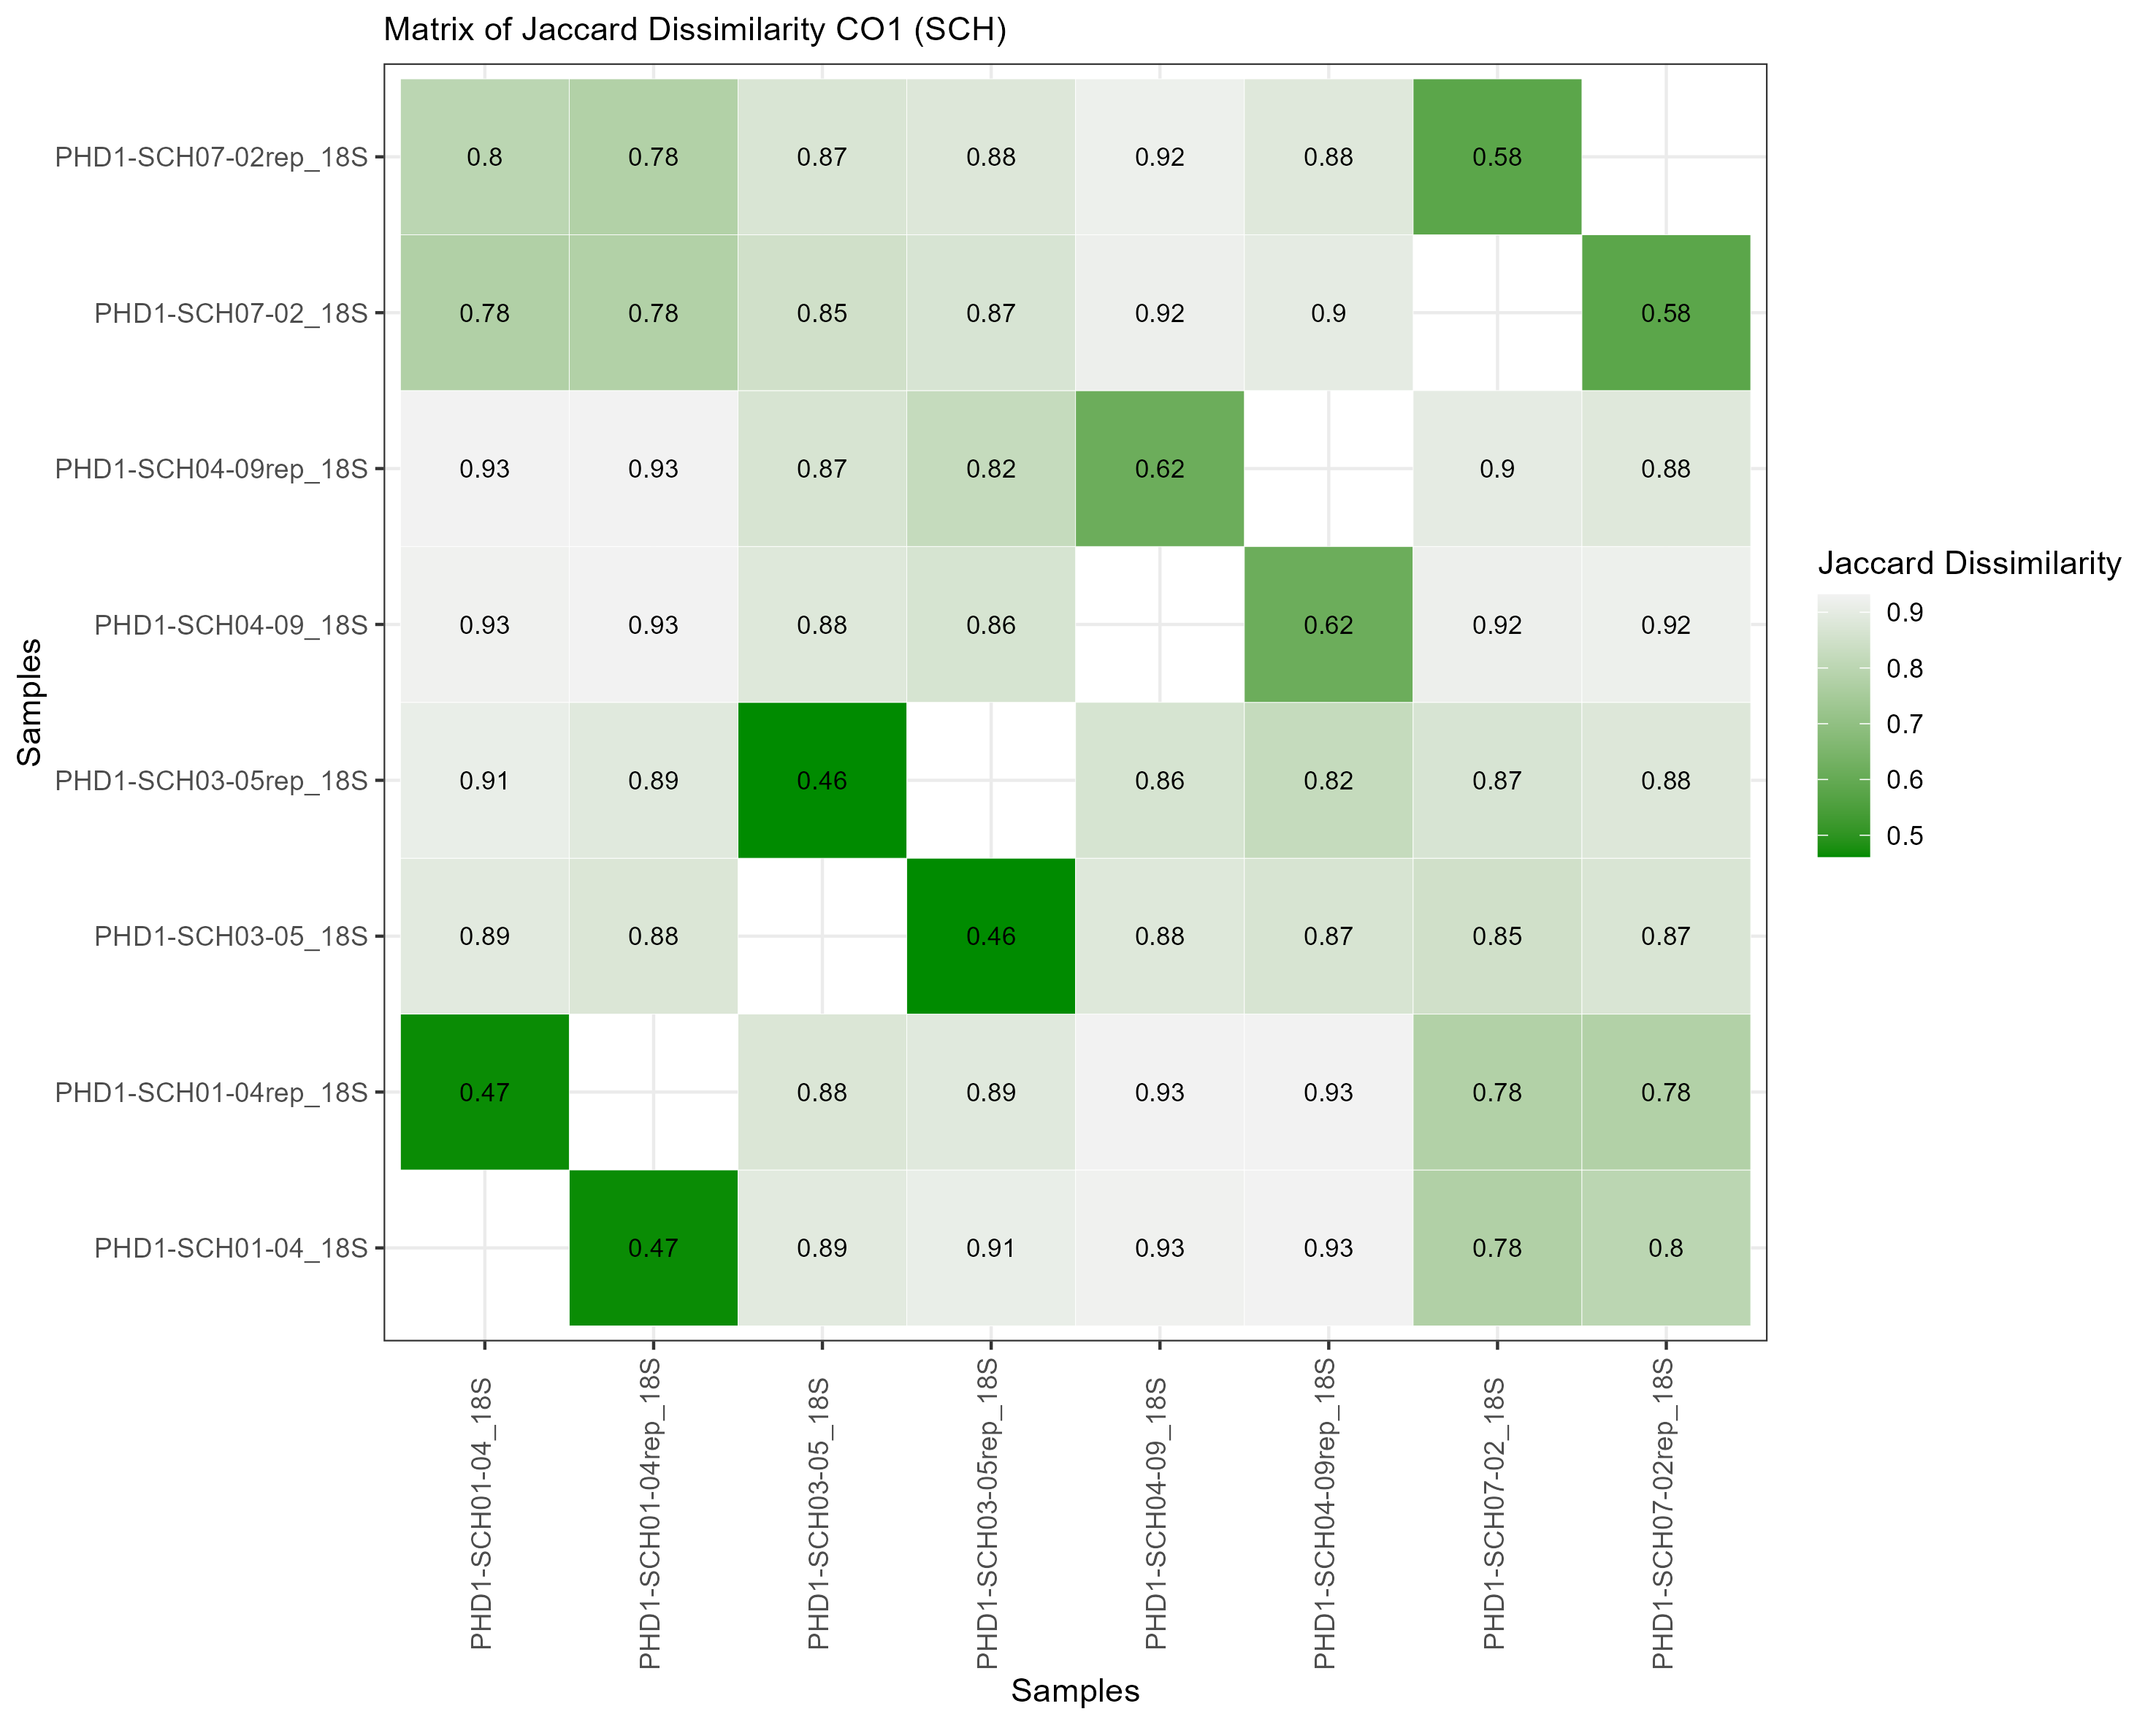 Matrix of Jaccard Dissimilarity CO1 (SCH)
PHD1-SCH07-02rep_18S 0.8 0.78 0.87 0.88 0.92 0.88 0.58
PHD1-SCH07-02_18S 0.78 0.78 0.85 0.87 0.92 0.9 0.58
PHD1-SCH04-09rep_18S 0.93 0.93 0.87 0.82 0.62 0.9 0.88
PHD1-SCH04-09_18S 0.93 0.93 0.88 0.86 0.62 0.92 0.92
PHD1-SCH03-05rep_18S 0.91 0.89 0.46 0.86 0.82 0.87 0.88
PHD1-SCH03-05_18S 0.89 0.88 0.46 0.88 0.87 0.85 0.87
PHD1-SCH01-04rep_18S 0.47 0.88 0.89 0.93 0.93 0.78 0.78
PHD1-SCH01-04_18S 0.47 0.89 0.91 0.93 0.93 0.78 0.8
Samples
PHD1-SCH01-04_18S
PHD1-SCH01-04rep_18S
PHD1-SCH03-05_18S
PHD1-SCH03-05rep_18S
PHD1-SCH04-09_18S
PHD1-SCH04-09rep_18S
PHD1-SCH07-02_18S
PHD1-SCH07-02rep_18S
Samples
Jaccard Dissimilarity
0.9
0.8
0.7
0.6
0.5